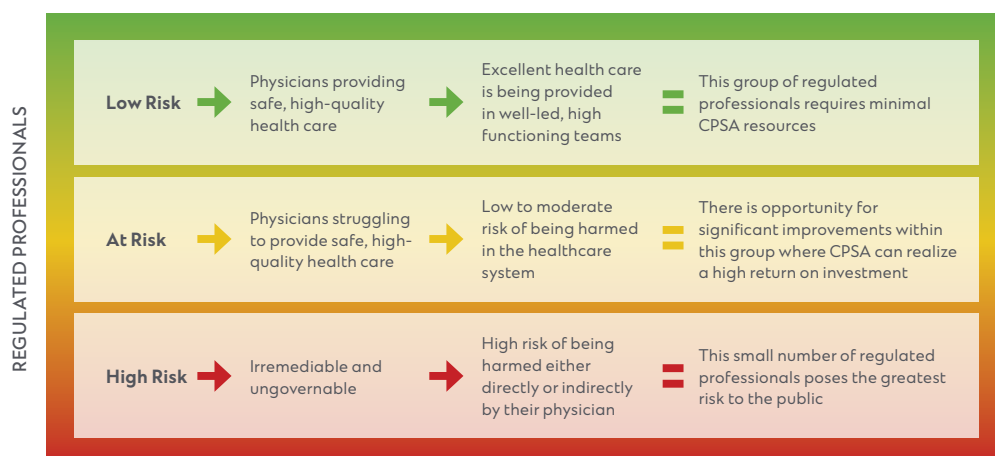 REGULATED PROFESSIONALS
Low Risk
Physicians providing
safe, high-quality
health care
Excellent health care
is being provided
in well-led, high
functioning teams
This group of regulated
professionals requires minimal
CPSA resources
At Risk
Physicians struggling
to provide safe, high-
quality health care
Low to moderate
risk of being harmed
in the healthcare
system
There is opportunity for
significant improvements within
this group where CPSA can realize
a high return on investment
High Risk
Irremediable and
ungovernable
High risk of being
harmed either
directly or indirectly
by their physician
This small number of regulated
professionals poses the greatest
risk to the public